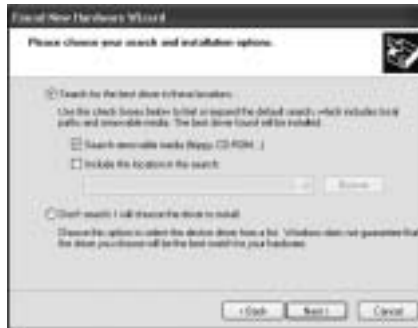 Found New Hardware Wizard
Please choose your search and installation options.
Search for the best driver in these locations.
Use the check boxes below to limit or expand the default search, which includes local
paths and removable media. The best driver found will be installed.
Search removable media (floppy, CD-ROM...)
Include this location in the search:
Browse
Don't search. I will choose the driver to install.
Choose this option to select the device driver from a list. Windows does not guarantee that
the driver you choose will be the best match for your hardware.
< Back
Next >
Cancel